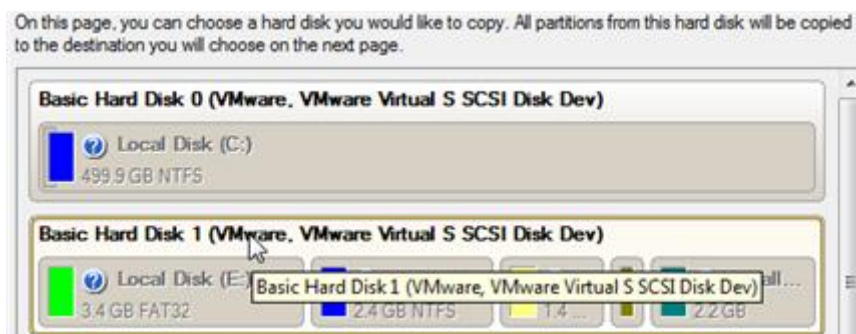 On this page, you can choose a hard disk you would like to copy. All partitions from this hard disk will be copied
to the destination you will choose on the next page.
Basic Hard Disk 0 (VMware, VMware Virtual S SCSI Disk Dev)
Local Disk (C:)
499.9 GB NTFS
Basic Hard Disk 1 (VMware, VMware Virtual S SCSI Disk Dev)
Local Disk (E:)
all...
Basic Hard Disk 1 (VMware, VMware Virtual S SCSI Disk Dev)
3.4 GB FAT32
2.4 GB NTFS
1.4 ...
2.2 GB